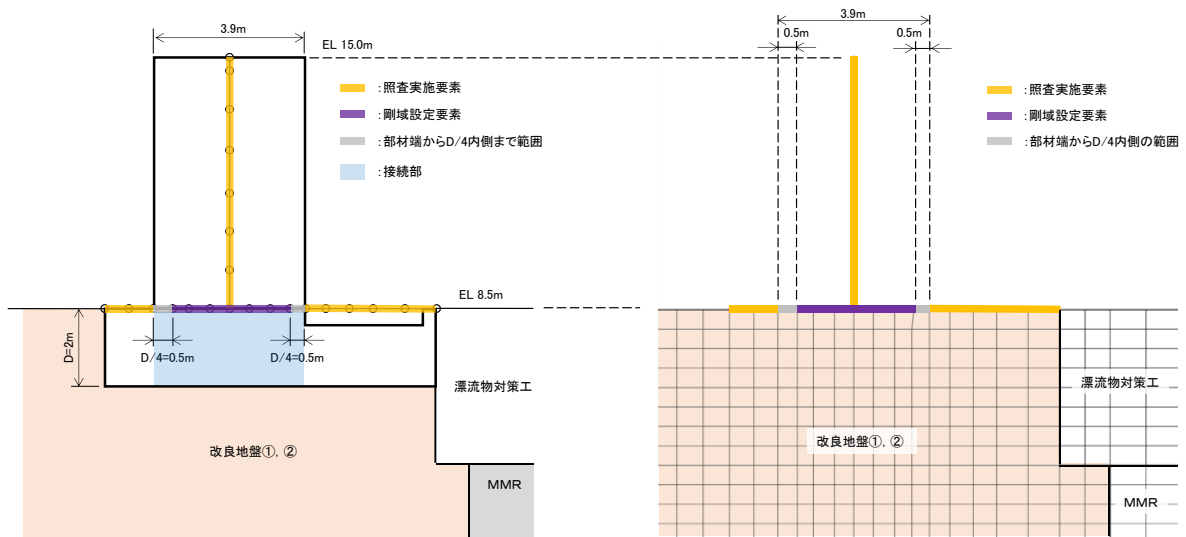 3.9m
EL 15.0m
:照査実施要素
:剛域設定要素
:部材端からD/4内側まで範囲
:接続部
EL 8.5m
D=2m
D/4=0.5m
D/4=0.5m
漂流物対策工
改良地盤①，②
MMR
3.9m
0.5m
0.5m
:照査実施要素
:剛域設定要素
:部材端からD/4内側の範囲
漂流物対策工
改良地盤①，②
MMR